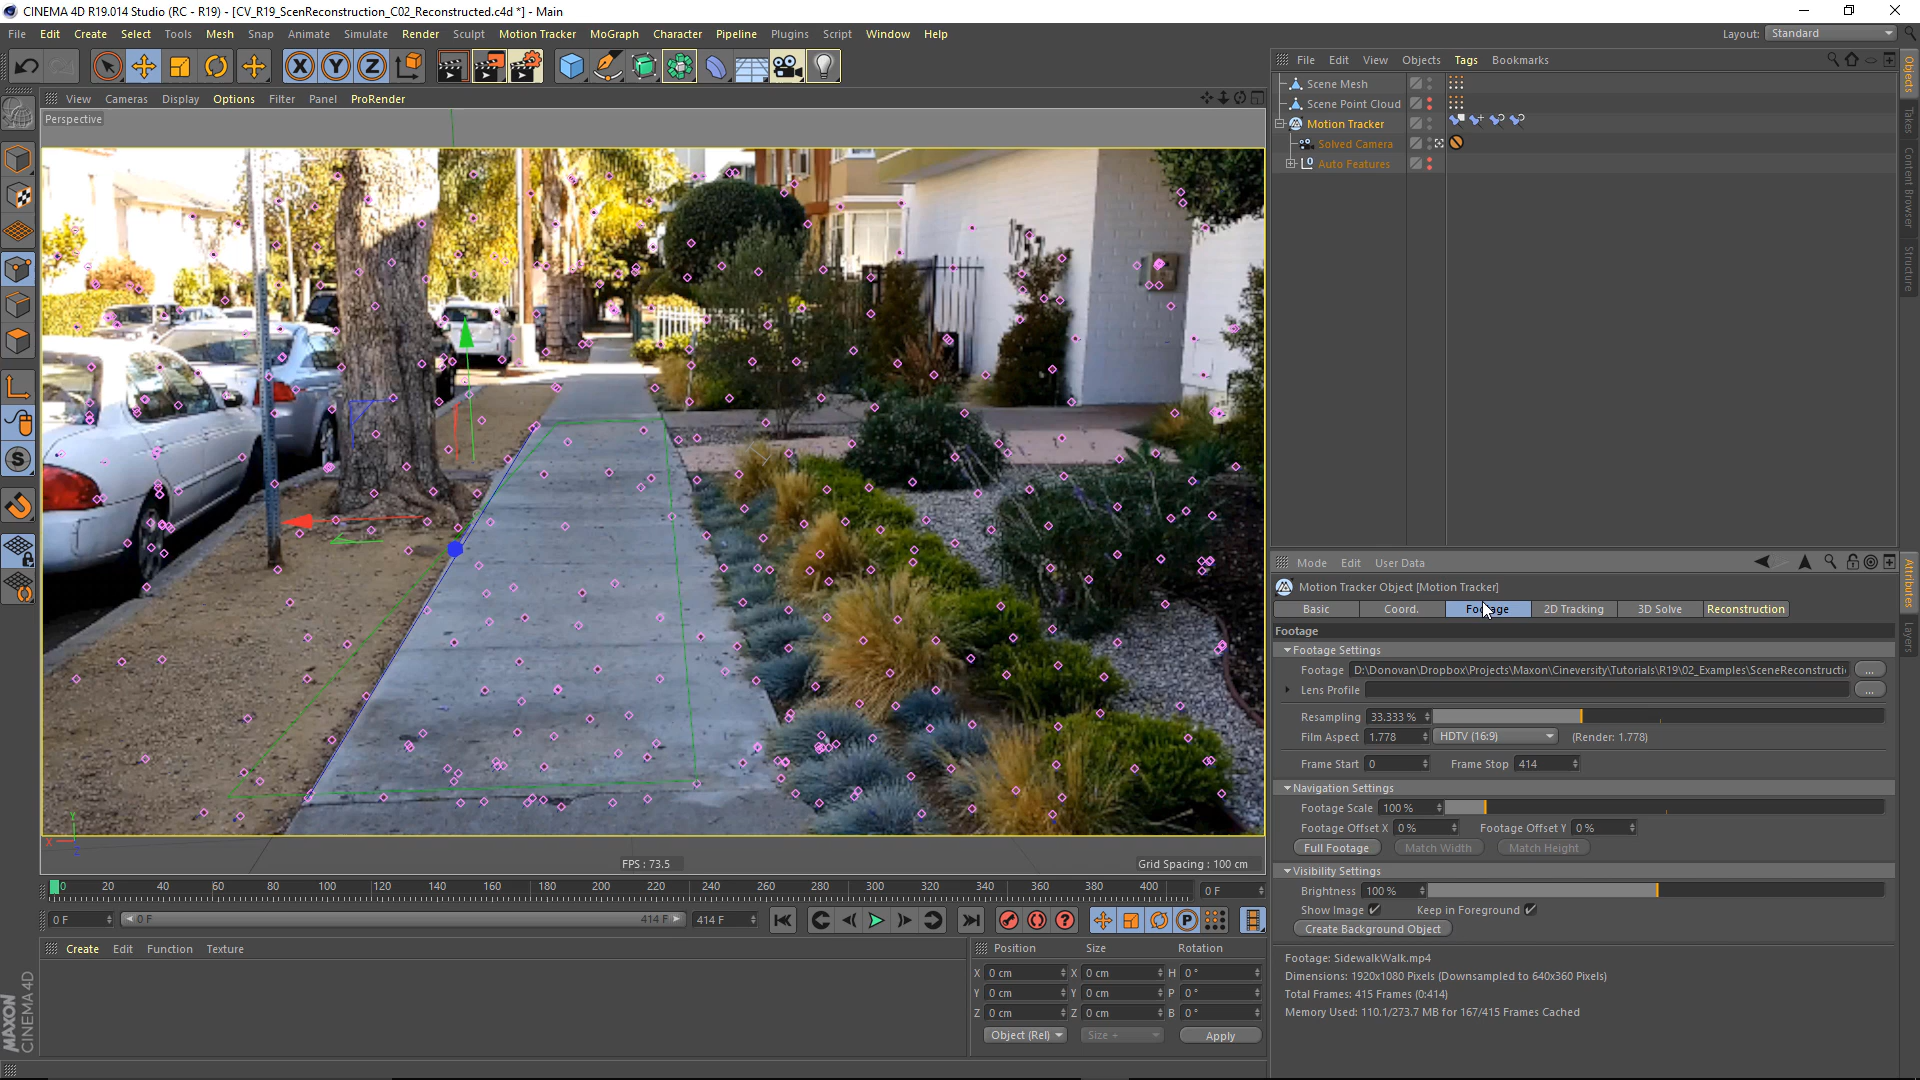 CINEMA 4D R19.014 Studio (RC - R19) - [CV_R19_ScenReconstruction_C02_Reconstructed.c4d *] - Main
File Edit Create Select Tools Mesh Snap Animate Simulate Render Sculpt Motion Tracker MoGraph Character Pipeline Plugins Script Window Help
Layout: Standard
X Y Z
File Edit View Objects Tags Bookmarks
View Cameras Display Options Filter Panel ProRender
Perspective
Scene Mesh
Scene Point Cloud
Motion Tracker
Solved Camera
Auto Features
Objects
Takes
Content Browser
Structure
Mode Edit User Data
Motion Tracker Object [Motion Tracker]
Basic Coord. Footage 2D Tracking 3D Solve Reconstruction
Attributes
Layers
Footage
Footage Settings
Footage D:\Donovan\Dropbox\Projects\Maxon\Cineversity\Tutorials\R19\02_Examples\SceneReconstructi ...
Lens Profile ...
Resampling 33.333 %
Film Aspect 1.778 HDTV (16:9) (Render: 1.778)
Frame Start 0 Frame Stop 414
Navigation Settings
Footage Scale 100 %
Footage Offset X 0 % Footage Offset Y 0 %
Full Footage Match Width Match Height
Visibility Settings
Brightness 100 %
Show Image Keep in Foreground
Create Background Object
Footage: SidewalkWalk.mp4
Dimensions: 1920x1080 Pixels (Downsampled to 640x360 Pixels)
Total Frames: 415 Frames (0:414)
Memory Used: 110.1/273.7 MB for 167/415 Frames Cached
Y
X
Z
FPS : 73.5
Grid Spacing : 100 cm
0 20 40 60 80 100 120 140 160 180 200 220 240 260 280 300 320 340 360 380 400
0 F
0 F 0 F 414 F 414 F
Create Edit Function Texture
Position Size Rotation
X 0 cm X 0 cm H 0 °
Y 0 cm Y 0 cm P 0 °
Z 0 cm Z 0 cm B 0 °
Object (Rel) Size + Apply
MAXON
CINEMA 4D